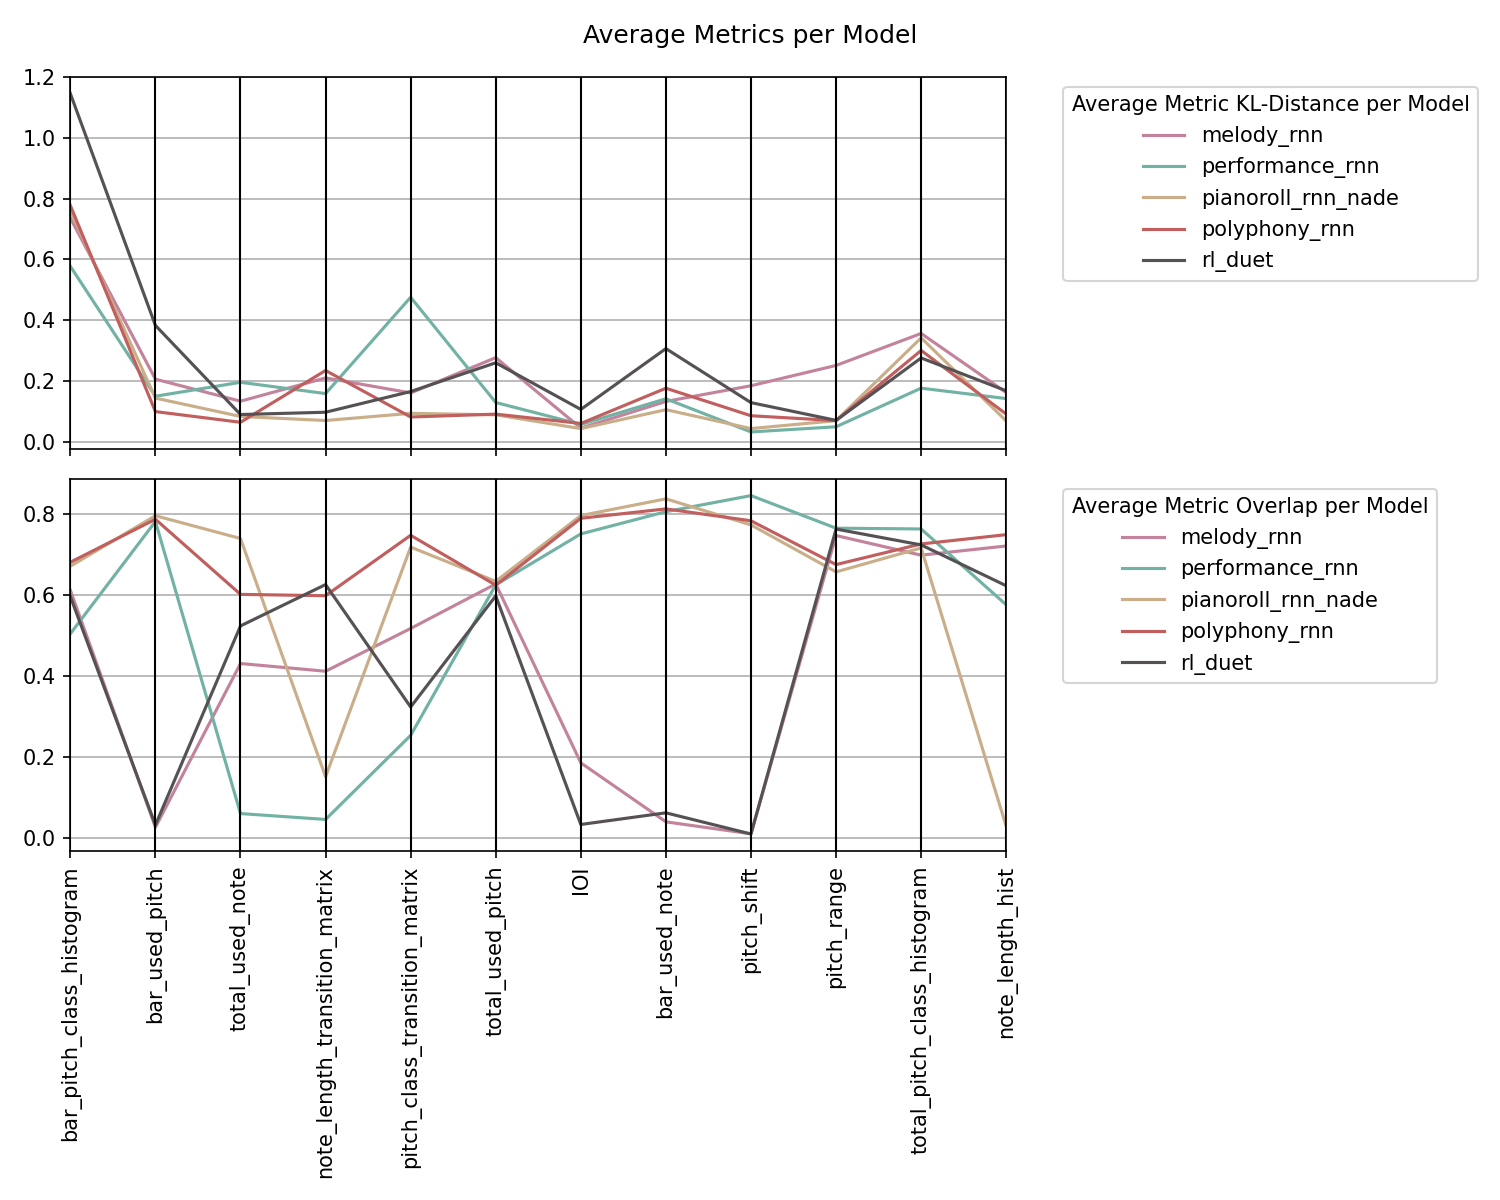 Average Metrics per Model
1.2
1.0
0.8
0.6
0.4
0.2
0.0
Average Metric KL-Distance per Model
melody_rnn
performance_rnn
pianoroll_rnn_nade
polyphony_rnn
rl_duet
0.8
0.6
0.4
0.2
0.0
Average Metric Overlap per Model
melody_rnn
performance_rnn
pianoroll_rnn_nade
polyphony_rnn
rl_duet
bar_pitch_class_histogram
bar_used_pitch
total_used_note
note_length_transition_matrix
pitch_class_transition_matrix
total_used_pitch
IOI
bar_used_note
pitch_shift
pitch_range
total_pitch_class_histogram
note_length_hist